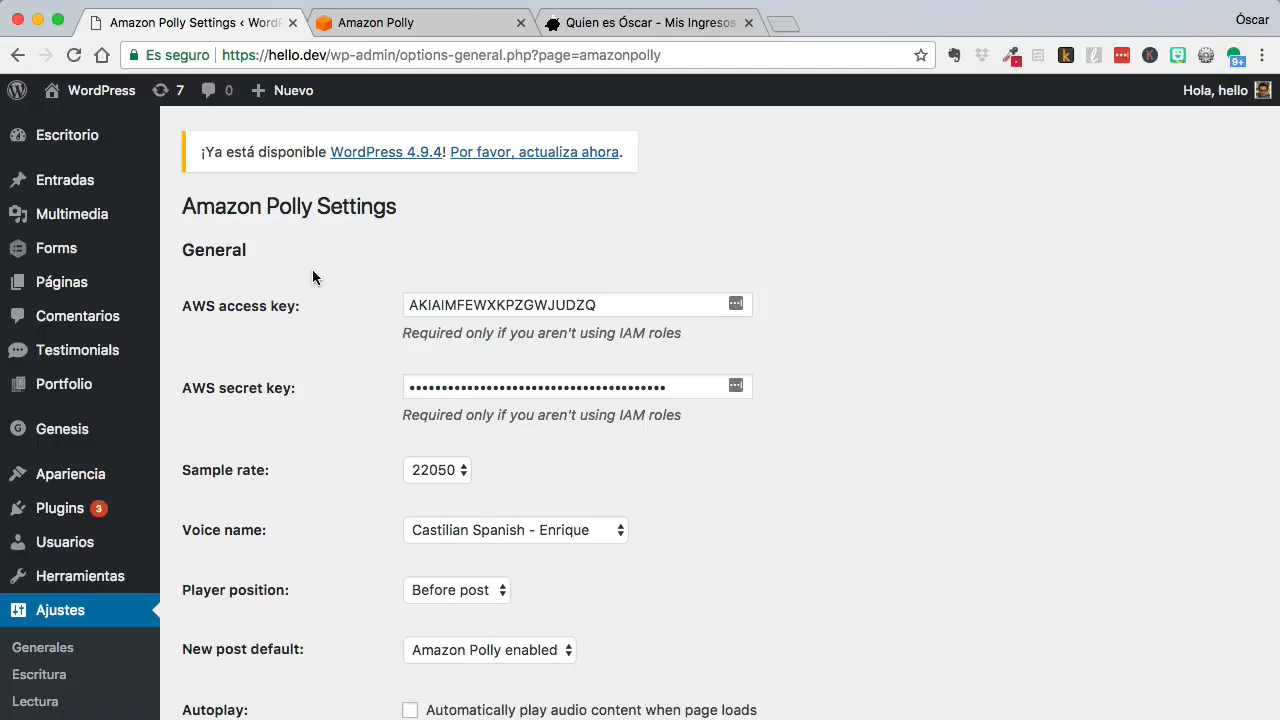 Amazon Polly Settings ‹ WordP
Amazon Polly
Quien es Óscar - Mis Ingresos
Óscar
Es seguro https://hello.dev/wp-admin/options-general.php?page=amazonpolly
9+
WordPress 7 0 Nuevo Hola, hello
Escritorio
Entradas
Multimedia
Forms
Páginas
Comentarios
Testimonials
Portfolio
Genesis
Apariencia
Plugins 3
Usuarios
Herramientas
Ajustes
Generales
Escritura
Lectura
¡Ya está disponible WordPress 4.9.4! Por favor, actualiza ahora.
Amazon Polly Settings
General
AWS access key: AKIAIMFEWXKPZGWJUDZQ
Required only if you aren't using IAM roles
AWS secret key: ••••••••••••••••••••••••••••••••••••••••
Required only if you aren't using IAM roles
Sample rate: 22050
Voice name: Castilian Spanish - Enrique
Player position: Before post
New post default: Amazon Polly enabled
Autoplay: Automatically play audio content when page loads